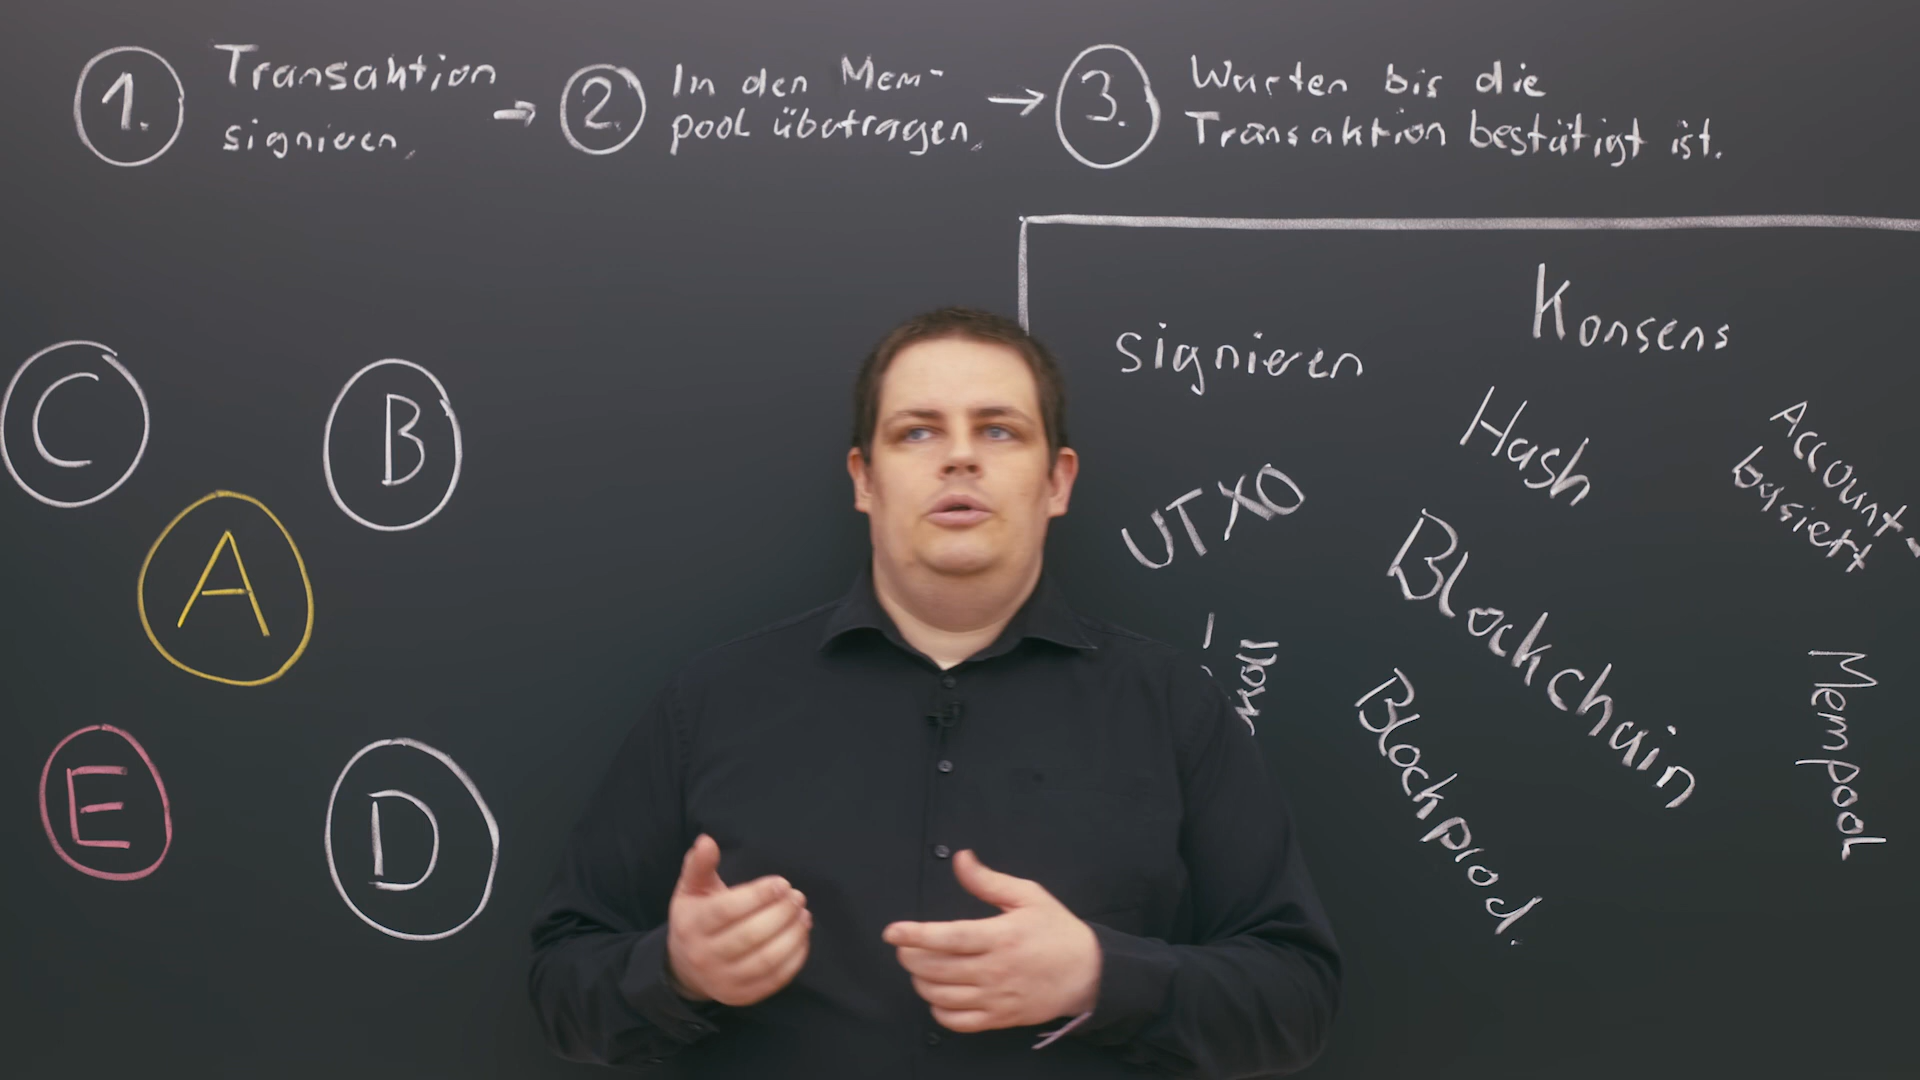 1. Transaktion
signieren.
2. In den Mem-
pool übertragen.
3. Warten bis die
Transaktion bestätigt ist.
Konsens
signieren
Hash
Account-
basiert
UTXO
Blockchain
Mempool
Blockprod.
C
B
A
E
D